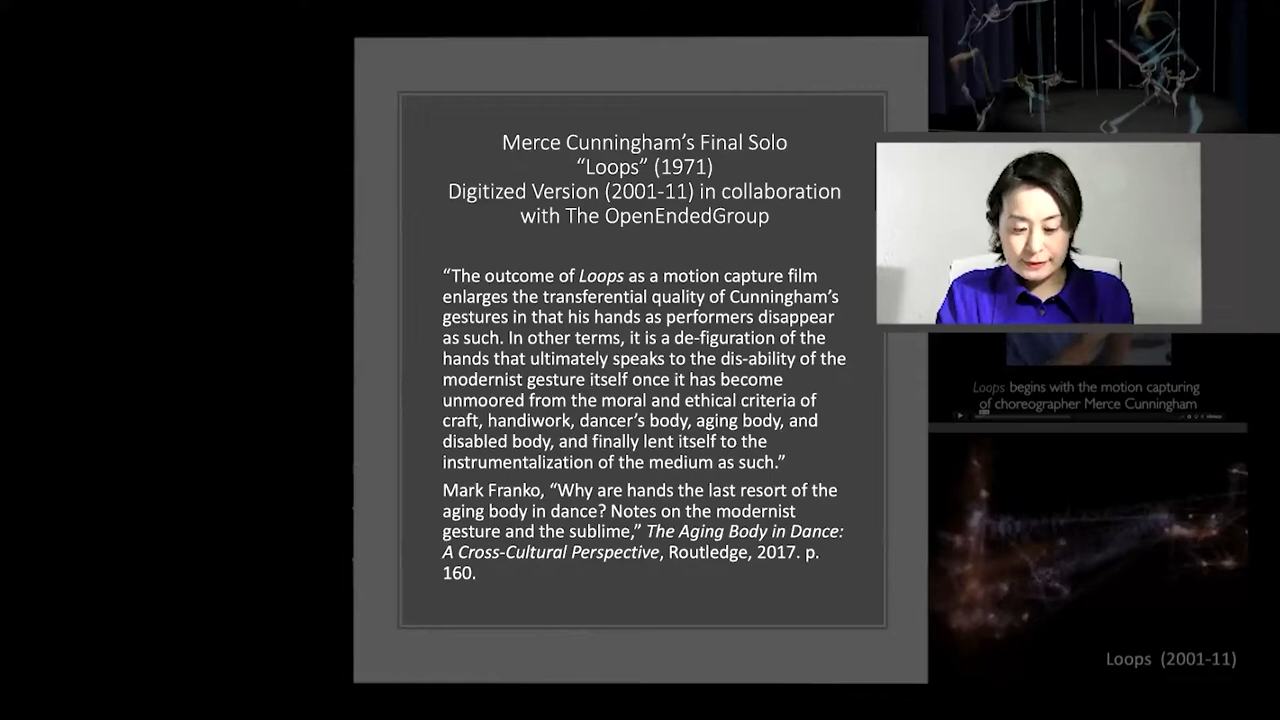 Merce Cunningham’s Final Solo
“Loops” (1971)
Digitized Version (2001-11) in collaboration
with The OpenEndedGroup
“The outcome of Loops as a motion capture film
enlarges the transferential quality of Cunningham’s
gestures in that his hands as performers disappear
as such. In other terms, it is a de-figuration of the
hands that ultimately speaks to the dis-ability of the
modernist gesture itself once it has become
unmoored from the moral and ethical criteria of
craft, handiwork, dancer’s body, aging body, and
disabled body, and finally lent itself to the
instrumentalization of the medium as such.”
Mark Franko, “Why are hands the last resort of the
aging body in dance? Notes on the modernist
gesture and the sublime,” The Aging Body in Dance:
A Cross-Cultural Perspective, Routledge, 2017. p.
160.
Loops begins with the motion capturing
of choreographer Merce Cunningham
Loops (2001-11)